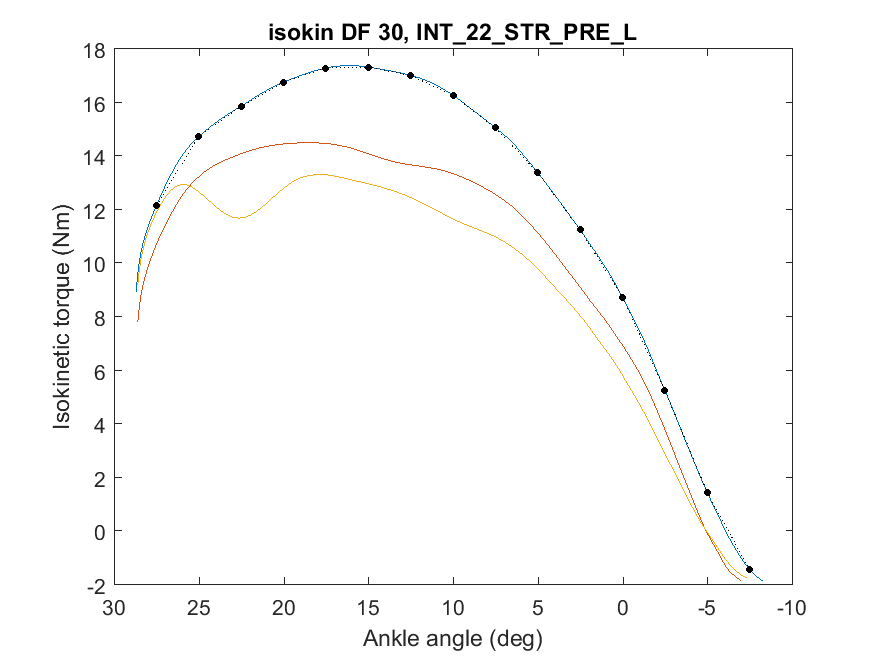 isokin DF 30, INT_22_STR_PRE_L
18
16
14
12
10
8
6
4
2
0
-2
Isokinetic torque (Nm)
30 25 20 15 10 5 0 -5 -10
Ankle angle (deg)